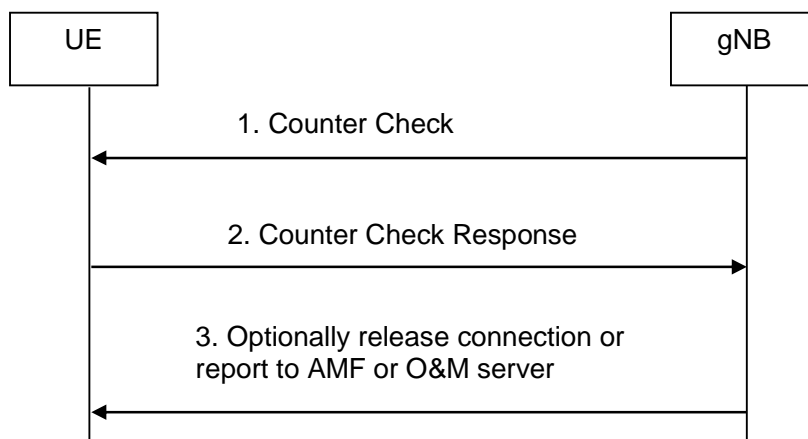 UE
gNB
1. Counter Check
2. Counter Check Response
3. Optionally release connection or
report to AMF or O&M server